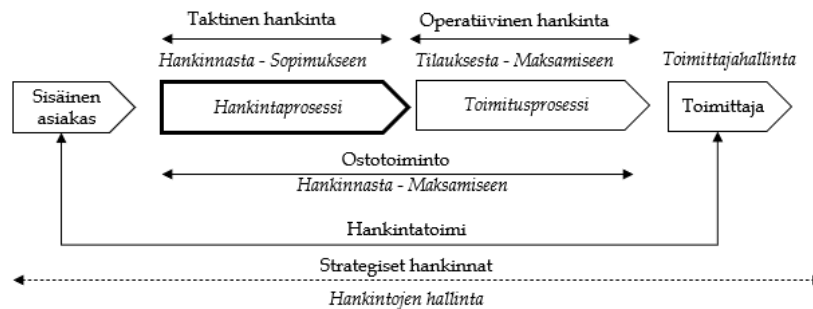 Taktinen hankinta
Operatiivinen hankinta
Hankinnasta - Sopimukseen
Tilauksesta - Maksamiseen
Toimittajahallinta
Sisäinen
asiakas
Hankintaprosessi
Toimitusprosessi
Toimittaja
Ostotoiminto
Hankinnasta - Maksamiseen
Hankintatoimi
Strategiset hankinnat
Hankintojen hallinta